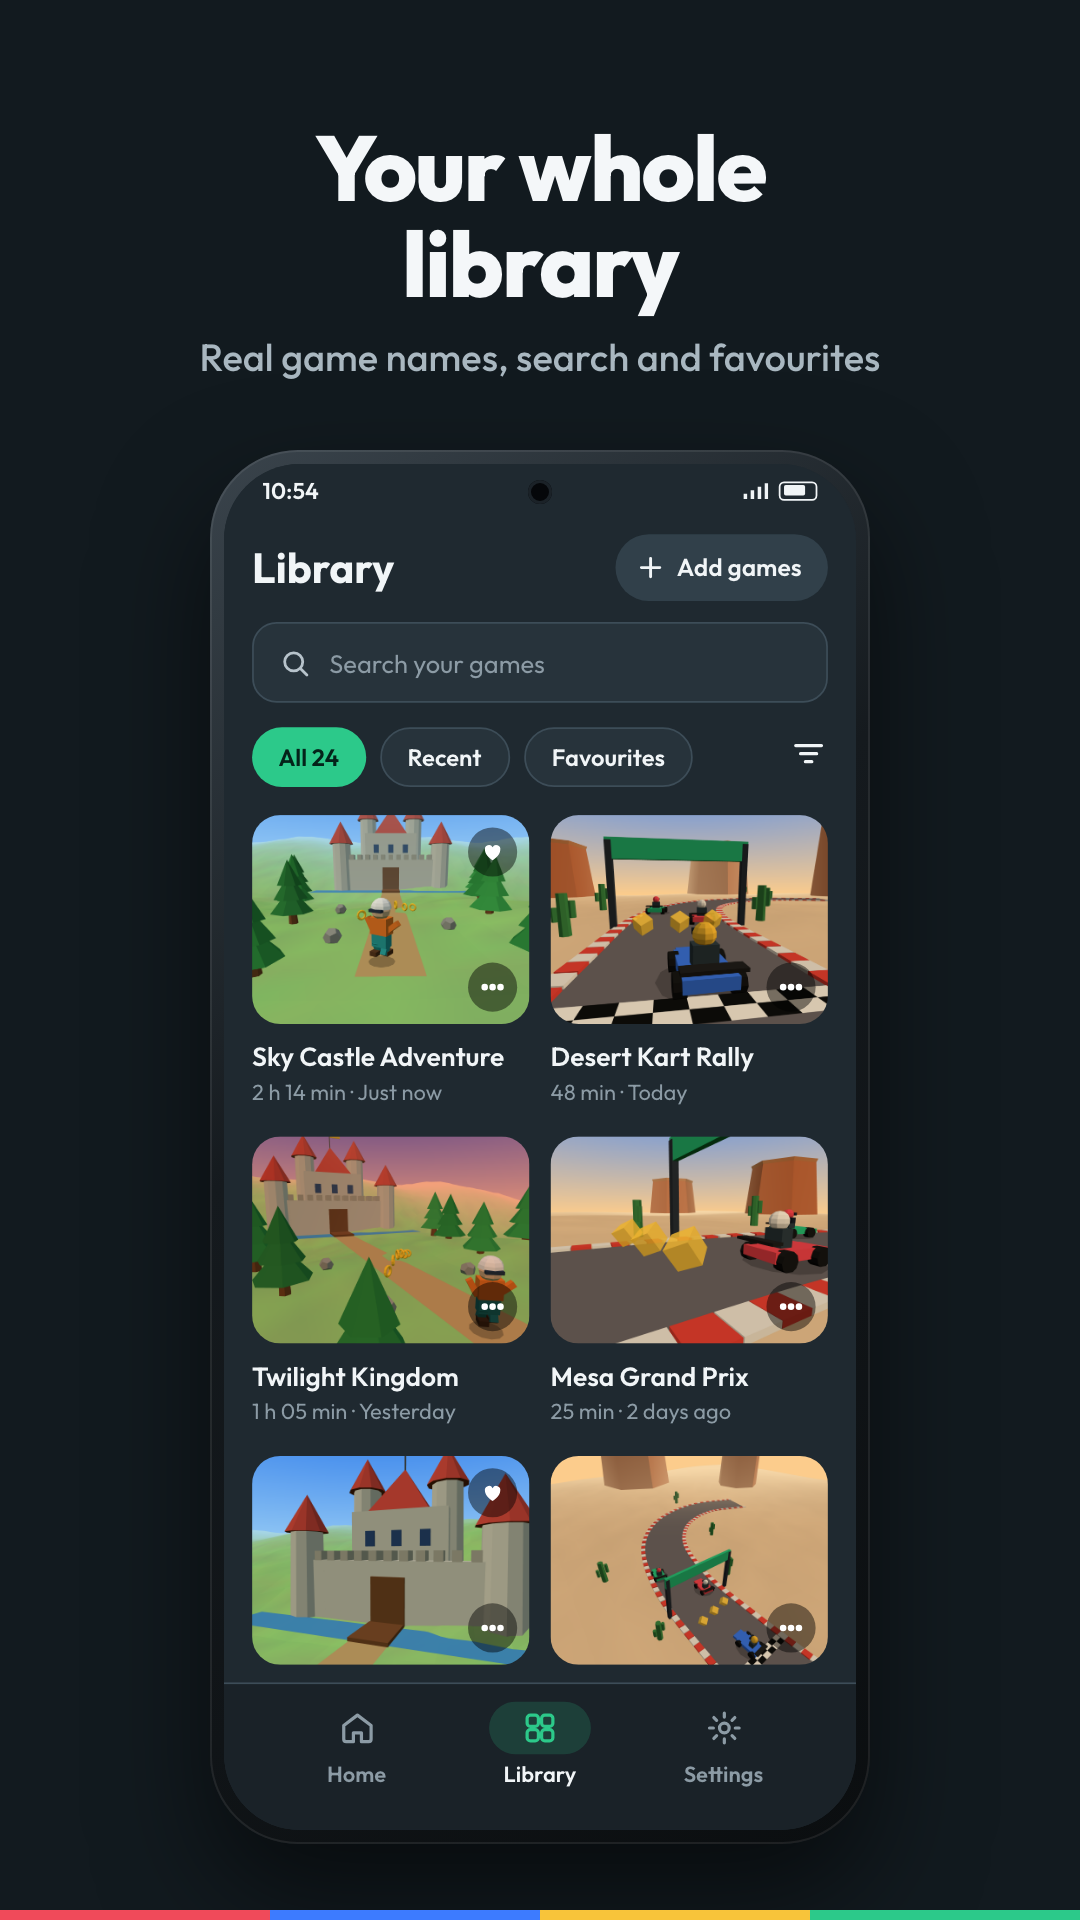 Your whole
library
Real game names, search and favourites
10:54
Library
Add games
Search your games
All 24
Recent
Favourites
Sky Castle Adventure
2 h 14 min · Just now
Desert Kart Rally
48 min · Today
Twilight Kingdom
1 h 05 min · Yesterday
Mesa Grand Prix
25 min · 2 days ago
Home
Library
Settings